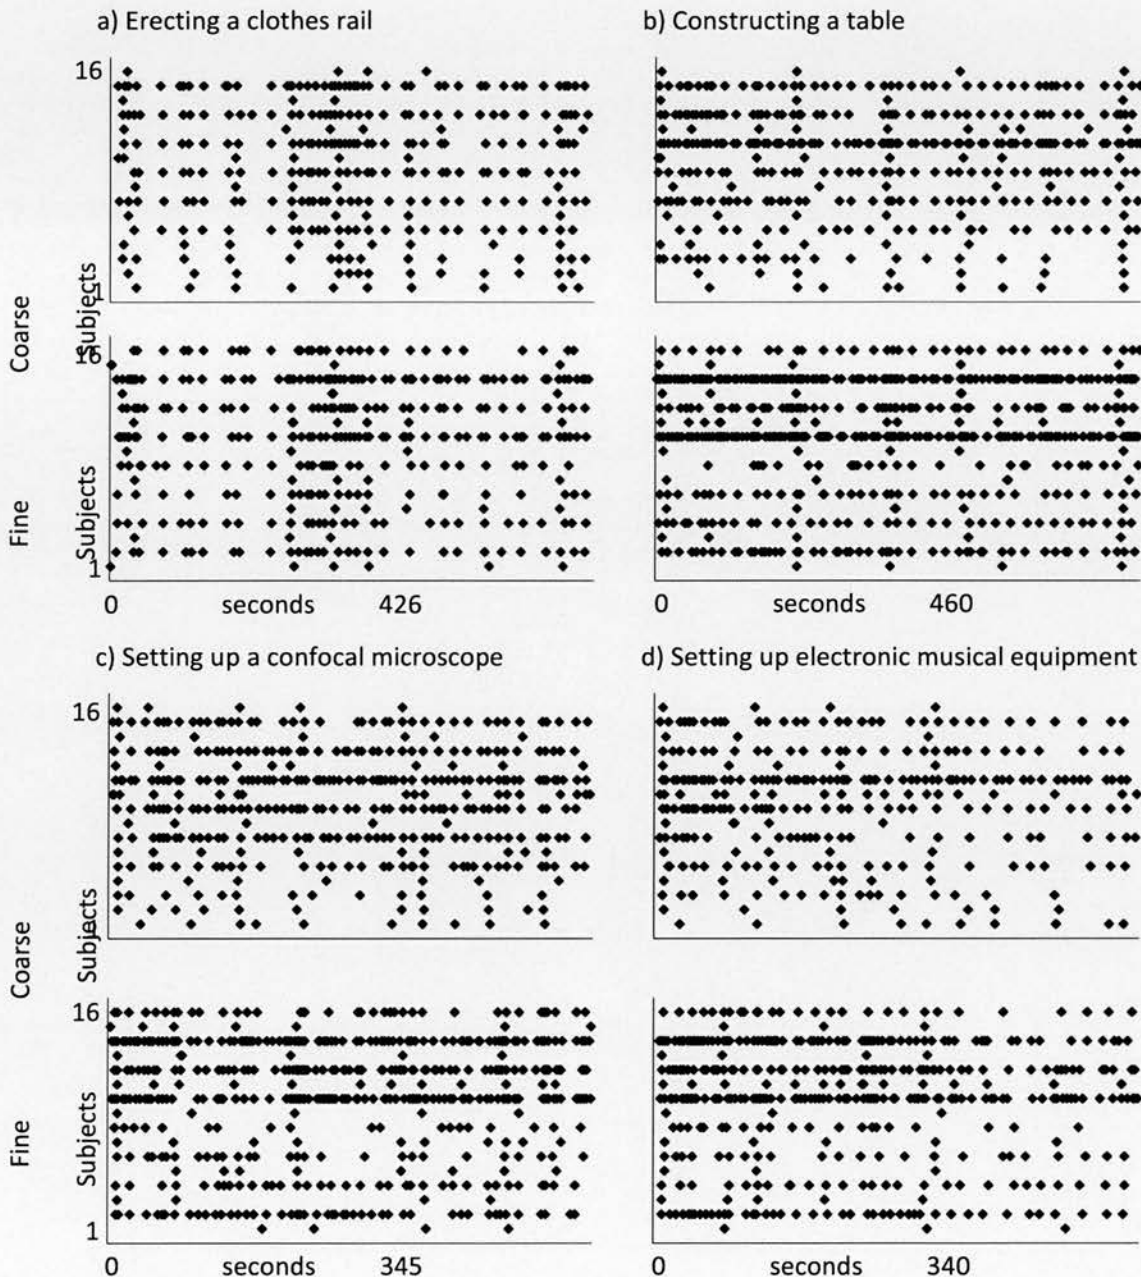 a) Erecting a clothes rail
b) Constructing a table
16
Coarse
Subjects
1
16
Fine
Subjects
1
0 seconds 426
0 seconds 460
c) Setting up a confocal microscope
d) Setting up electronic musical equipment
16
Coarse
Subjects
16
Fine
Subjects
1
0 seconds 345
0 seconds 340